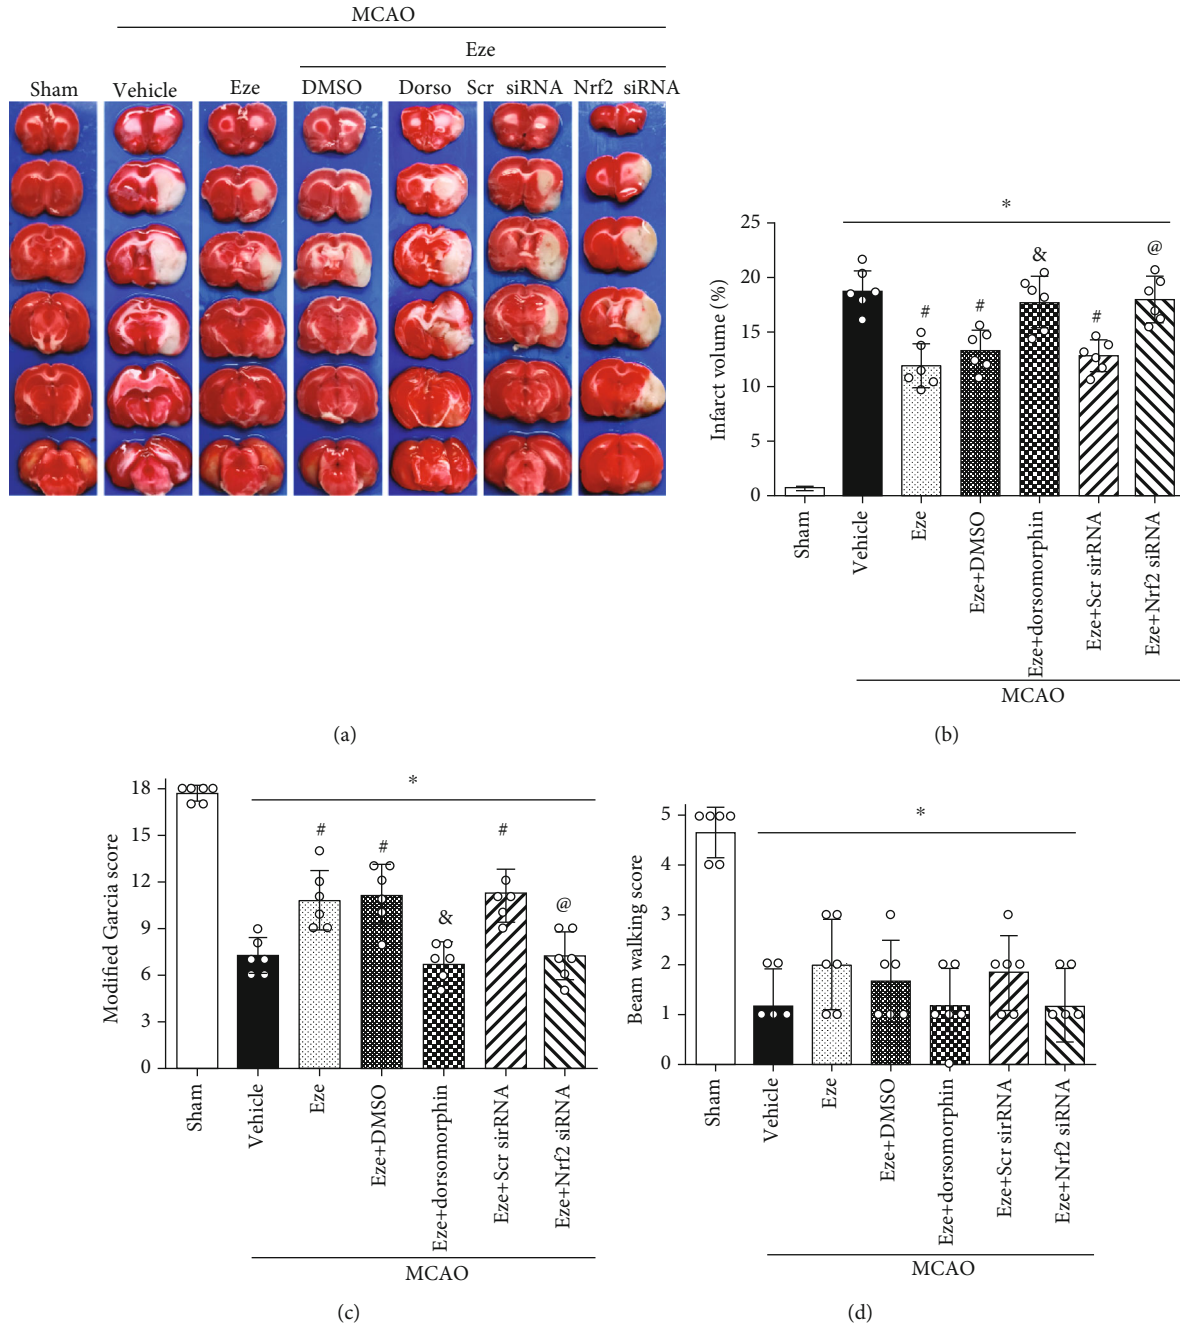 MCAO
Eze
Sham Vehicle Eze DMSO Dorso Scr siRNA Nrf2 siRNA
(a)
*
&
@
#
#
#
25
20
15
10
5
0
Infarct volume (%)
Sham
Vehicle
Eze
Eze+DMSO
Eze+dorsomorphin
Eze+Scr sirRNA
Eze+Nrf2 siRNA
MCAO
(b)
*
#
#
#
&
@
18
15
12
9
6
3
0
Modified Garcia score
Sham
Vehicle
Eze
Eze+DMSO
Eze+dorsomorphin
Eze+Scr sirRNA
Eze+Nrf2 siRNA
MCAO
(c)
*
5
4
3
2
1
0
Beam walking score
Sham
Vehicle
Eze
Eze+DMSO
Eze+dorsomorphin
Eze+Scr sirRNA
Eze+Nrf2 siRNA
MCAO
(d)